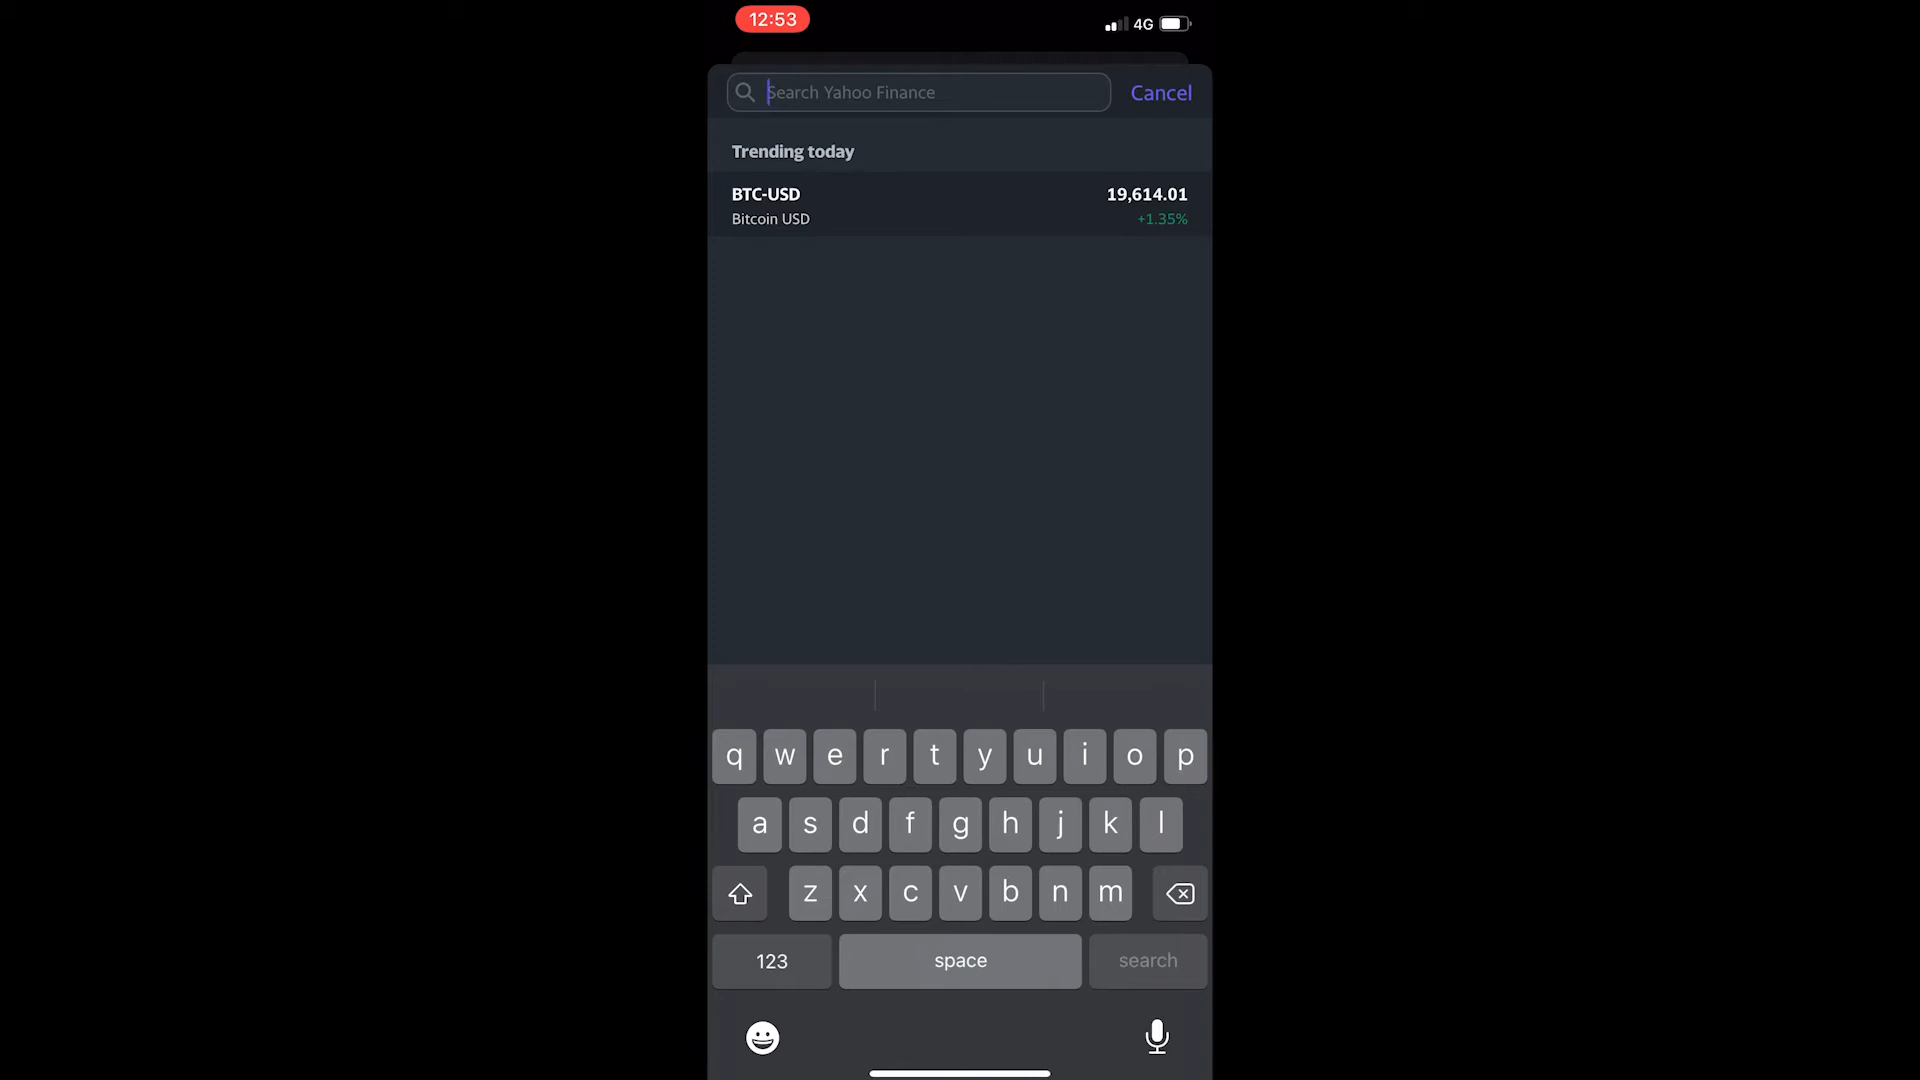 12:53
4G
Search Yahoo Finance
Cancel
Trending today
BTC-USD
19,614.01
Bitcoin USD
+1.35%
q w e r t y u i o p
a s d f g h j k l
z x c v b n m
123
space
search